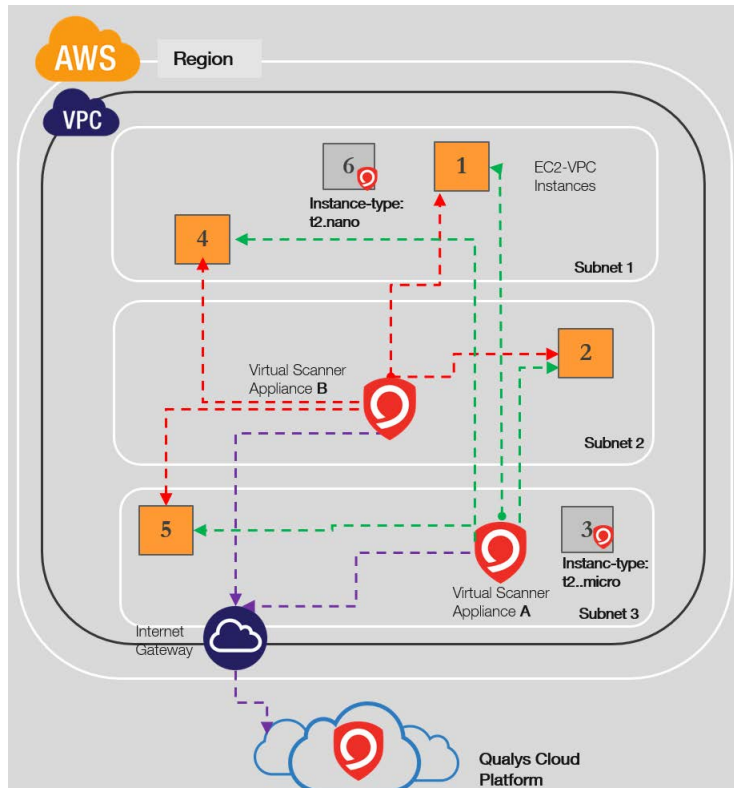 AWS
Region
VPC
6
1
EC2-VPC
Instances
Instance-type:
t2.nano
4
Subnet 1
2
Virtual Scanner
Appliance B
Subnet 2
5
3
Instanc-type:
t2..micro
Virtual Scanner
Appliance A
Subnet 3
Internet
Gateway
Qualys Cloud
Platform